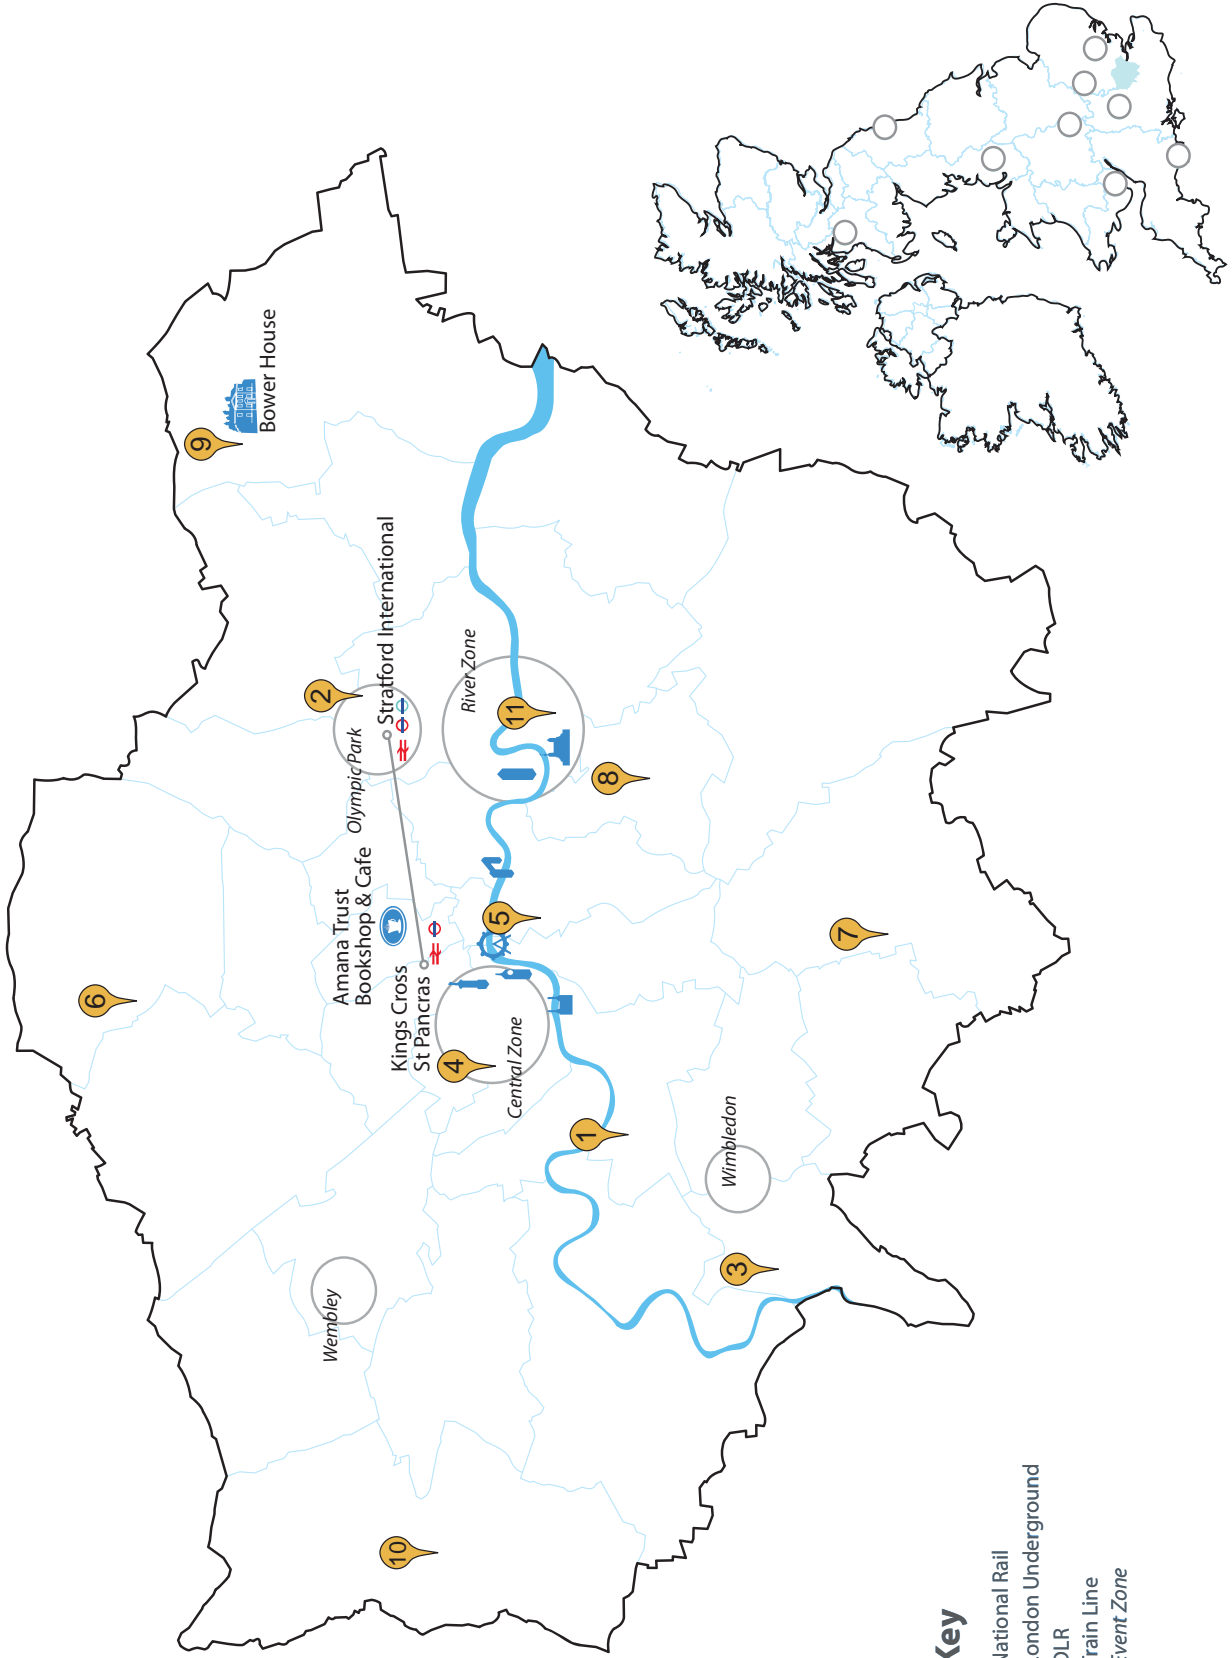 6
9
Bower House
2
Wembley
Amana Trust
Bookshop & Cafe
Olympic Park
Stratford International
10
Kings Cross
St Pancras
4
River Zone
5
11
Central Zone
1
8
Wimbledon
3
7
Key
National Rail
London Underground
DLR
Train Line
Event Zone